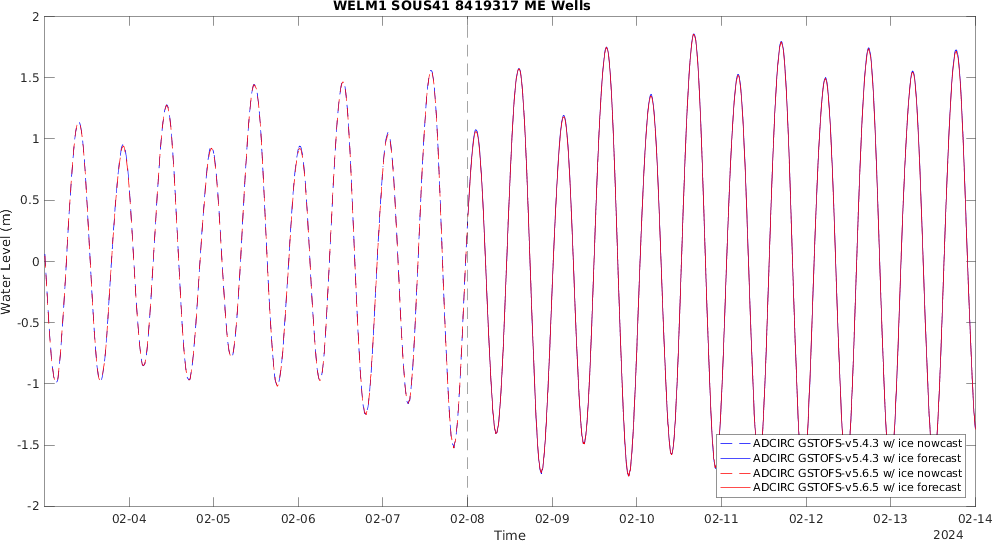 WELM1 SOUS41 8419317 ME Wells
2
1.5
1
0.5
0
-0.5
-1
-1.5
-2
Water Level (m)
ADCIRC GSTOFS-v5.4.3 w/ ice nowcast
ADCIRC GSTOFS-v5.4.3 w/ ice forecast
ADCIRC GSTOFS-v5.6.5 w/ ice nowcast
ADCIRC GSTOFS-v5.6.5 w/ ice forecast
02-04 02-05 02-06 02-07 02-08 02-09 02-10 02-11 02-12 02-13 02-14
Time
2024